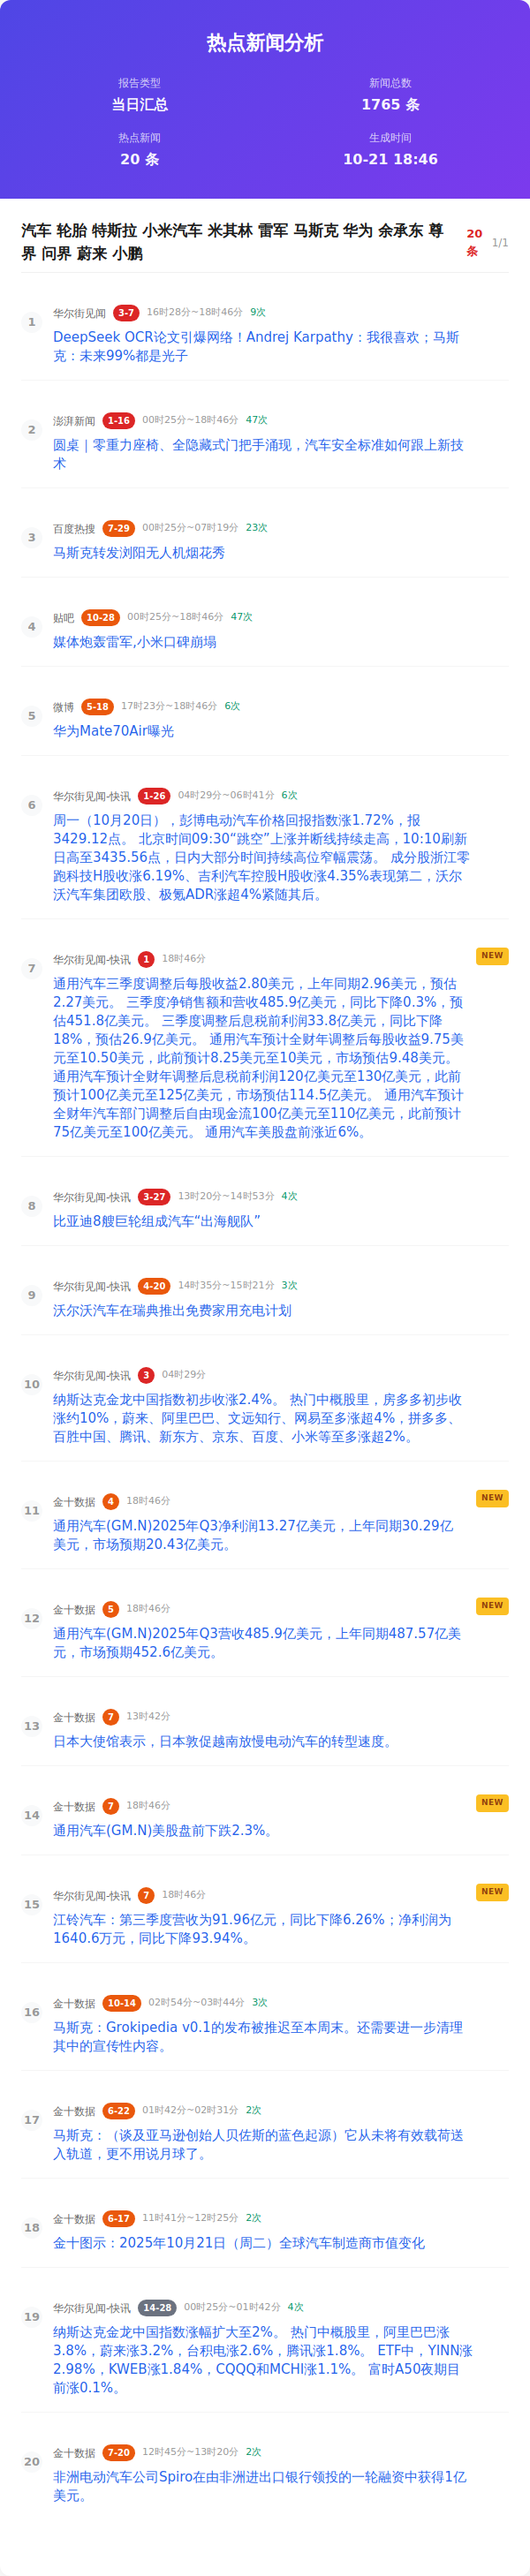 热点新闻分析
报告类型
新闻总数
当日汇总
1765 条
热点新闻
生成时间
20 条
10-21 18:46
汽车 轮胎 特斯拉 小米汽车 米其林 雷军 马斯克 华为 余承东 尊
界 问界 蔚来 小鹏
20
条
1/1
1
华尔街见闻 3-7 16时28分~18时46分 9次
DeepSeek OCR论文引爆网络！Andrej Karpathy：我很喜欢；马斯
克：未来99%都是光子
2
澎湃新闻 1-16 00时25分~18时46分 47次
圆桌｜零重力座椅、全隐藏式门把手涌现，汽车安全标准如何跟上新技
术
3
百度热搜 7-29 00时25分~07时19分 23次
马斯克转发浏阳无人机烟花秀
4
贴吧 10-28 00时25分~18时46分 47次
媒体炮轰雷军,小米口碑崩塌
5
微博 5-18 17时23分~18时46分 6次
华为Mate70Air曝光
6
华尔街见闻-快讯 1-26 04时29分~06时41分 6次
周一（10月20日），彭博电动汽车价格回报指数涨1.72%，报
3429.12点。 北京时间09:30“跳空”上涨并断线持续走高，10:10刷新
日高至3435.56点，日内大部分时间持续高位窄幅震荡。 成分股浙江零
跑科技H股收涨6.19%、吉利汽车控股H股收涨4.35%表现第二，沃尔
沃汽车集团欧股、极氪ADR涨超4%紧随其后。
7
华尔街见闻-快讯 1 18时46分
NEW
通用汽车三季度调整后每股收益2.80美元，上年同期2.96美元，预估
2.27美元。 三季度净销售额和营收485.9亿美元，同比下降0.3%，预
估451.8亿美元。 三季度调整后息税前利润33.8亿美元，同比下降
18%，预估26.9亿美元。 通用汽车预计全财年调整后每股收益9.75美
元至10.50美元，此前预计8.25美元至10美元，市场预估9.48美元。
通用汽车预计全财年调整后息税前利润120亿美元至130亿美元，此前
预计100亿美元至125亿美元，市场预估114.5亿美元。 通用汽车预计
全财年汽车部门调整后自由现金流100亿美元至110亿美元，此前预计
75亿美元至100亿美元。 通用汽车美股盘前涨近6%。
8
华尔街见闻-快讯 3-27 13时20分~14时53分 4次
比亚迪8艘巨轮组成汽车“出海舰队”
9
华尔街见闻-快讯 4-20 14时35分~15时21分 3次
沃尔沃汽车在瑞典推出免费家用充电计划
10
华尔街见闻-快讯 3 04时29分
纳斯达克金龙中国指数初步收涨2.4%。 热门中概股里，房多多初步收
涨约10%，蔚来、阿里巴巴、文远知行、网易至多涨超4%，拼多多、
百胜中国、腾讯、新东方、京东、百度、小米等至多涨超2%。
11
金十数据 4 18时46分
NEW
通用汽车(GM.N)2025年Q3净利润13.27亿美元，上年同期30.29亿
美元，市场预期20.43亿美元。
12
金十数据 5 18时46分
NEW
通用汽车(GM.N)2025年Q3营收485.9亿美元，上年同期487.57亿美
元，市场预期452.6亿美元。
13
金十数据 7 13时42分
日本大使馆表示，日本敦促越南放慢电动汽车的转型速度。
14
金十数据 7 18时46分
NEW
通用汽车(GM.N)美股盘前下跌2.3%。
15
华尔街见闻-快讯 7 18时46分
NEW
江铃汽车：第三季度营收为91.96亿元，同比下降6.26%；净利润为
1640.6万元，同比下降93.94%。
16
金十数据 10-14 02时54分~03时44分 3次
马斯克：Grokipedia v0.1的发布被推迟至本周末。还需要进一步清理
其中的宣传性内容。
17
金十数据 6-22 01时42分~02时31分 2次
马斯克：（谈及亚马逊创始人贝佐斯的蓝色起源）它从未将有效载荷送
入轨道，更不用说月球了。
18
金十数据 6-17 11时41分~12时25分 2次
金十图示：2025年10月21日（周二）全球汽车制造商市值变化
19
华尔街见闻-快讯 14-28 00时25分~01时42分 4次
纳斯达克金龙中国指数涨幅扩大至2%。 热门中概股里，阿里巴巴涨
3.8%，蔚来涨3.2%，台积电涨2.6%，腾讯涨1.8%。 ETF中，YINN涨
2.98%，KWEB涨1.84%，CQQQ和MCHI涨1.1%。 富时A50夜期目
前涨0.1%。
20
金十数据 7-20 12时45分~13时20分 2次
非洲电动汽车公司Spiro在由非洲进出口银行领投的一轮融资中获得1亿
美元。